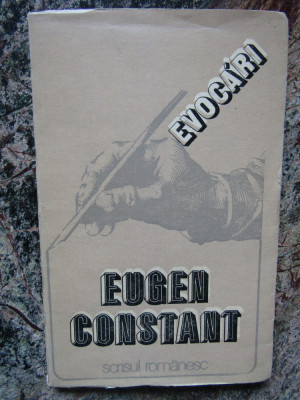 EVOCĂRI
EUGEN
CONSTANT
scrisul românesc